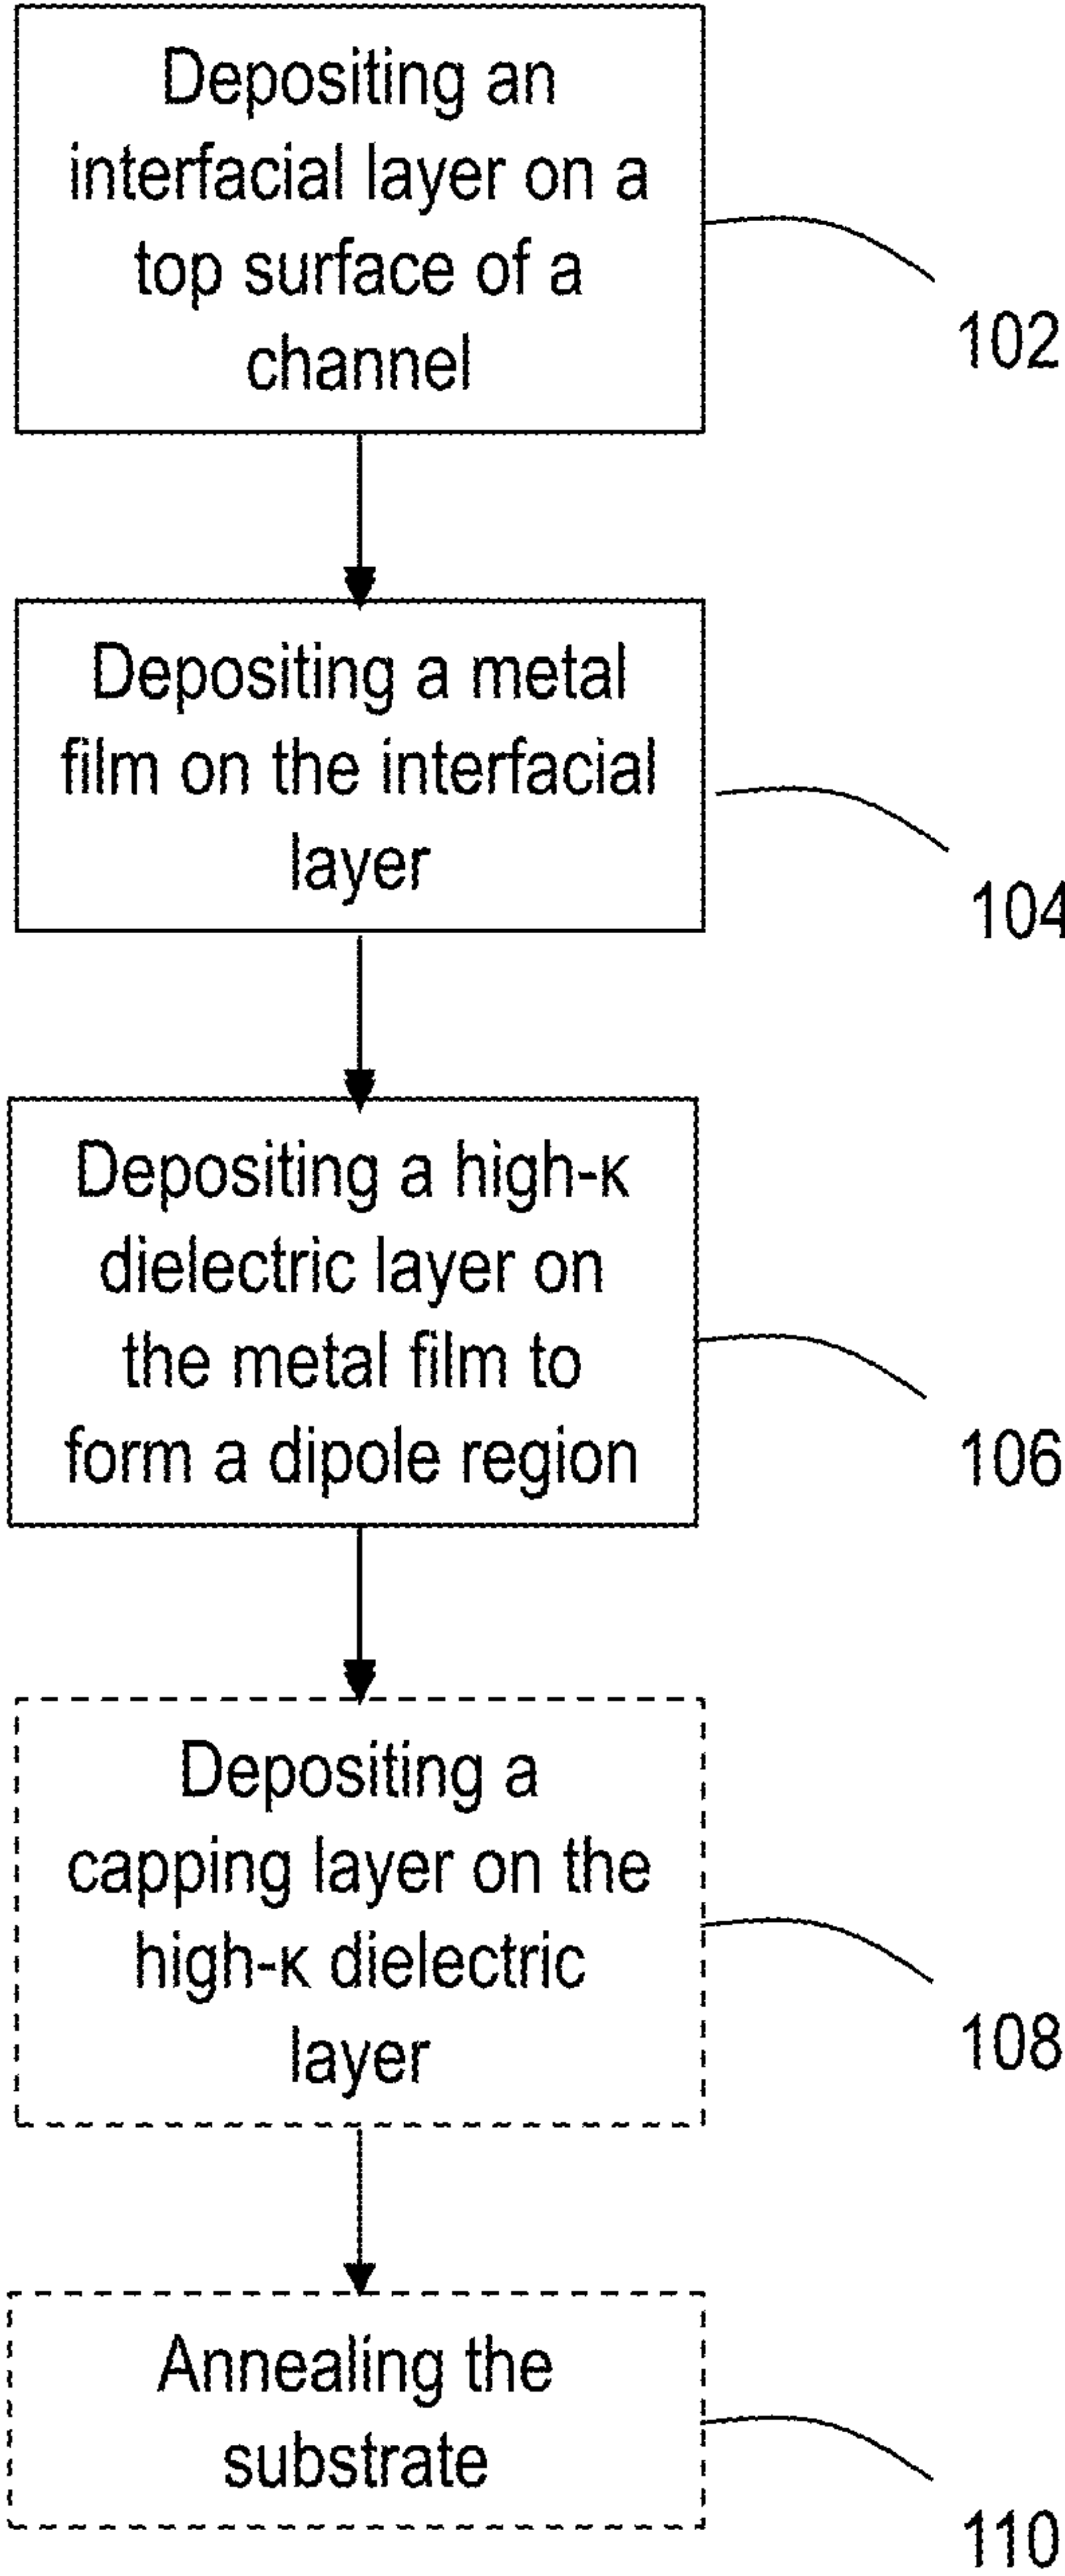 Depositing an
interfacial layer on a
top surface of a
channel
102
Depositing a metal
film on the interfacial
layer
104
Depositing a high-κ
dielectric layer on
the metal film to
form a dipole region
106
Depositing a
capping layer on the
high-κ dielectric
layer
108
Annealing the
substrate
110